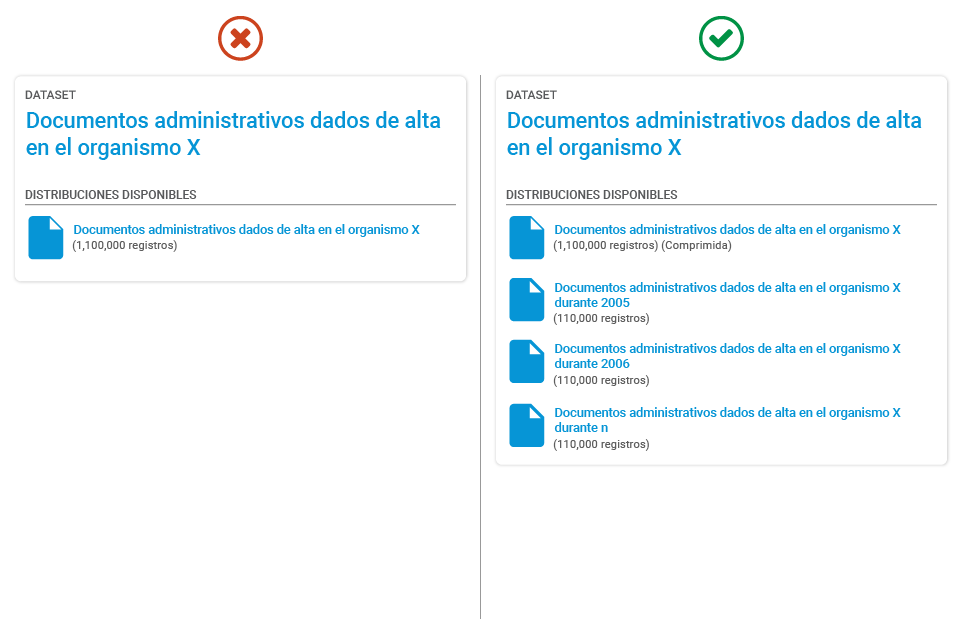 DATASET
Documentos administrativos dados de alta
en el organismo X
DISTRIBUCIONES DISPONIBLES
Documentos administrativos dados de alta en el organismo X
(1,100,000 registros)
DATASET
Documentos administrativos dados de alta
en el organismo X
DISTRIBUCIONES DISPONIBLES
Documentos administrativos dados de alta en el organismo X
(1,100,000 registros) (Comprimida)
Documentos administrativos dados de alta en el organismo X
durante 2005
(110,000 registros)
Documentos administrativos dados de alta en el organismo X
durante 2006
(110,000 registros)
Documentos administrativos dados de alta en el organismo X
durante n
(110,000 registros)